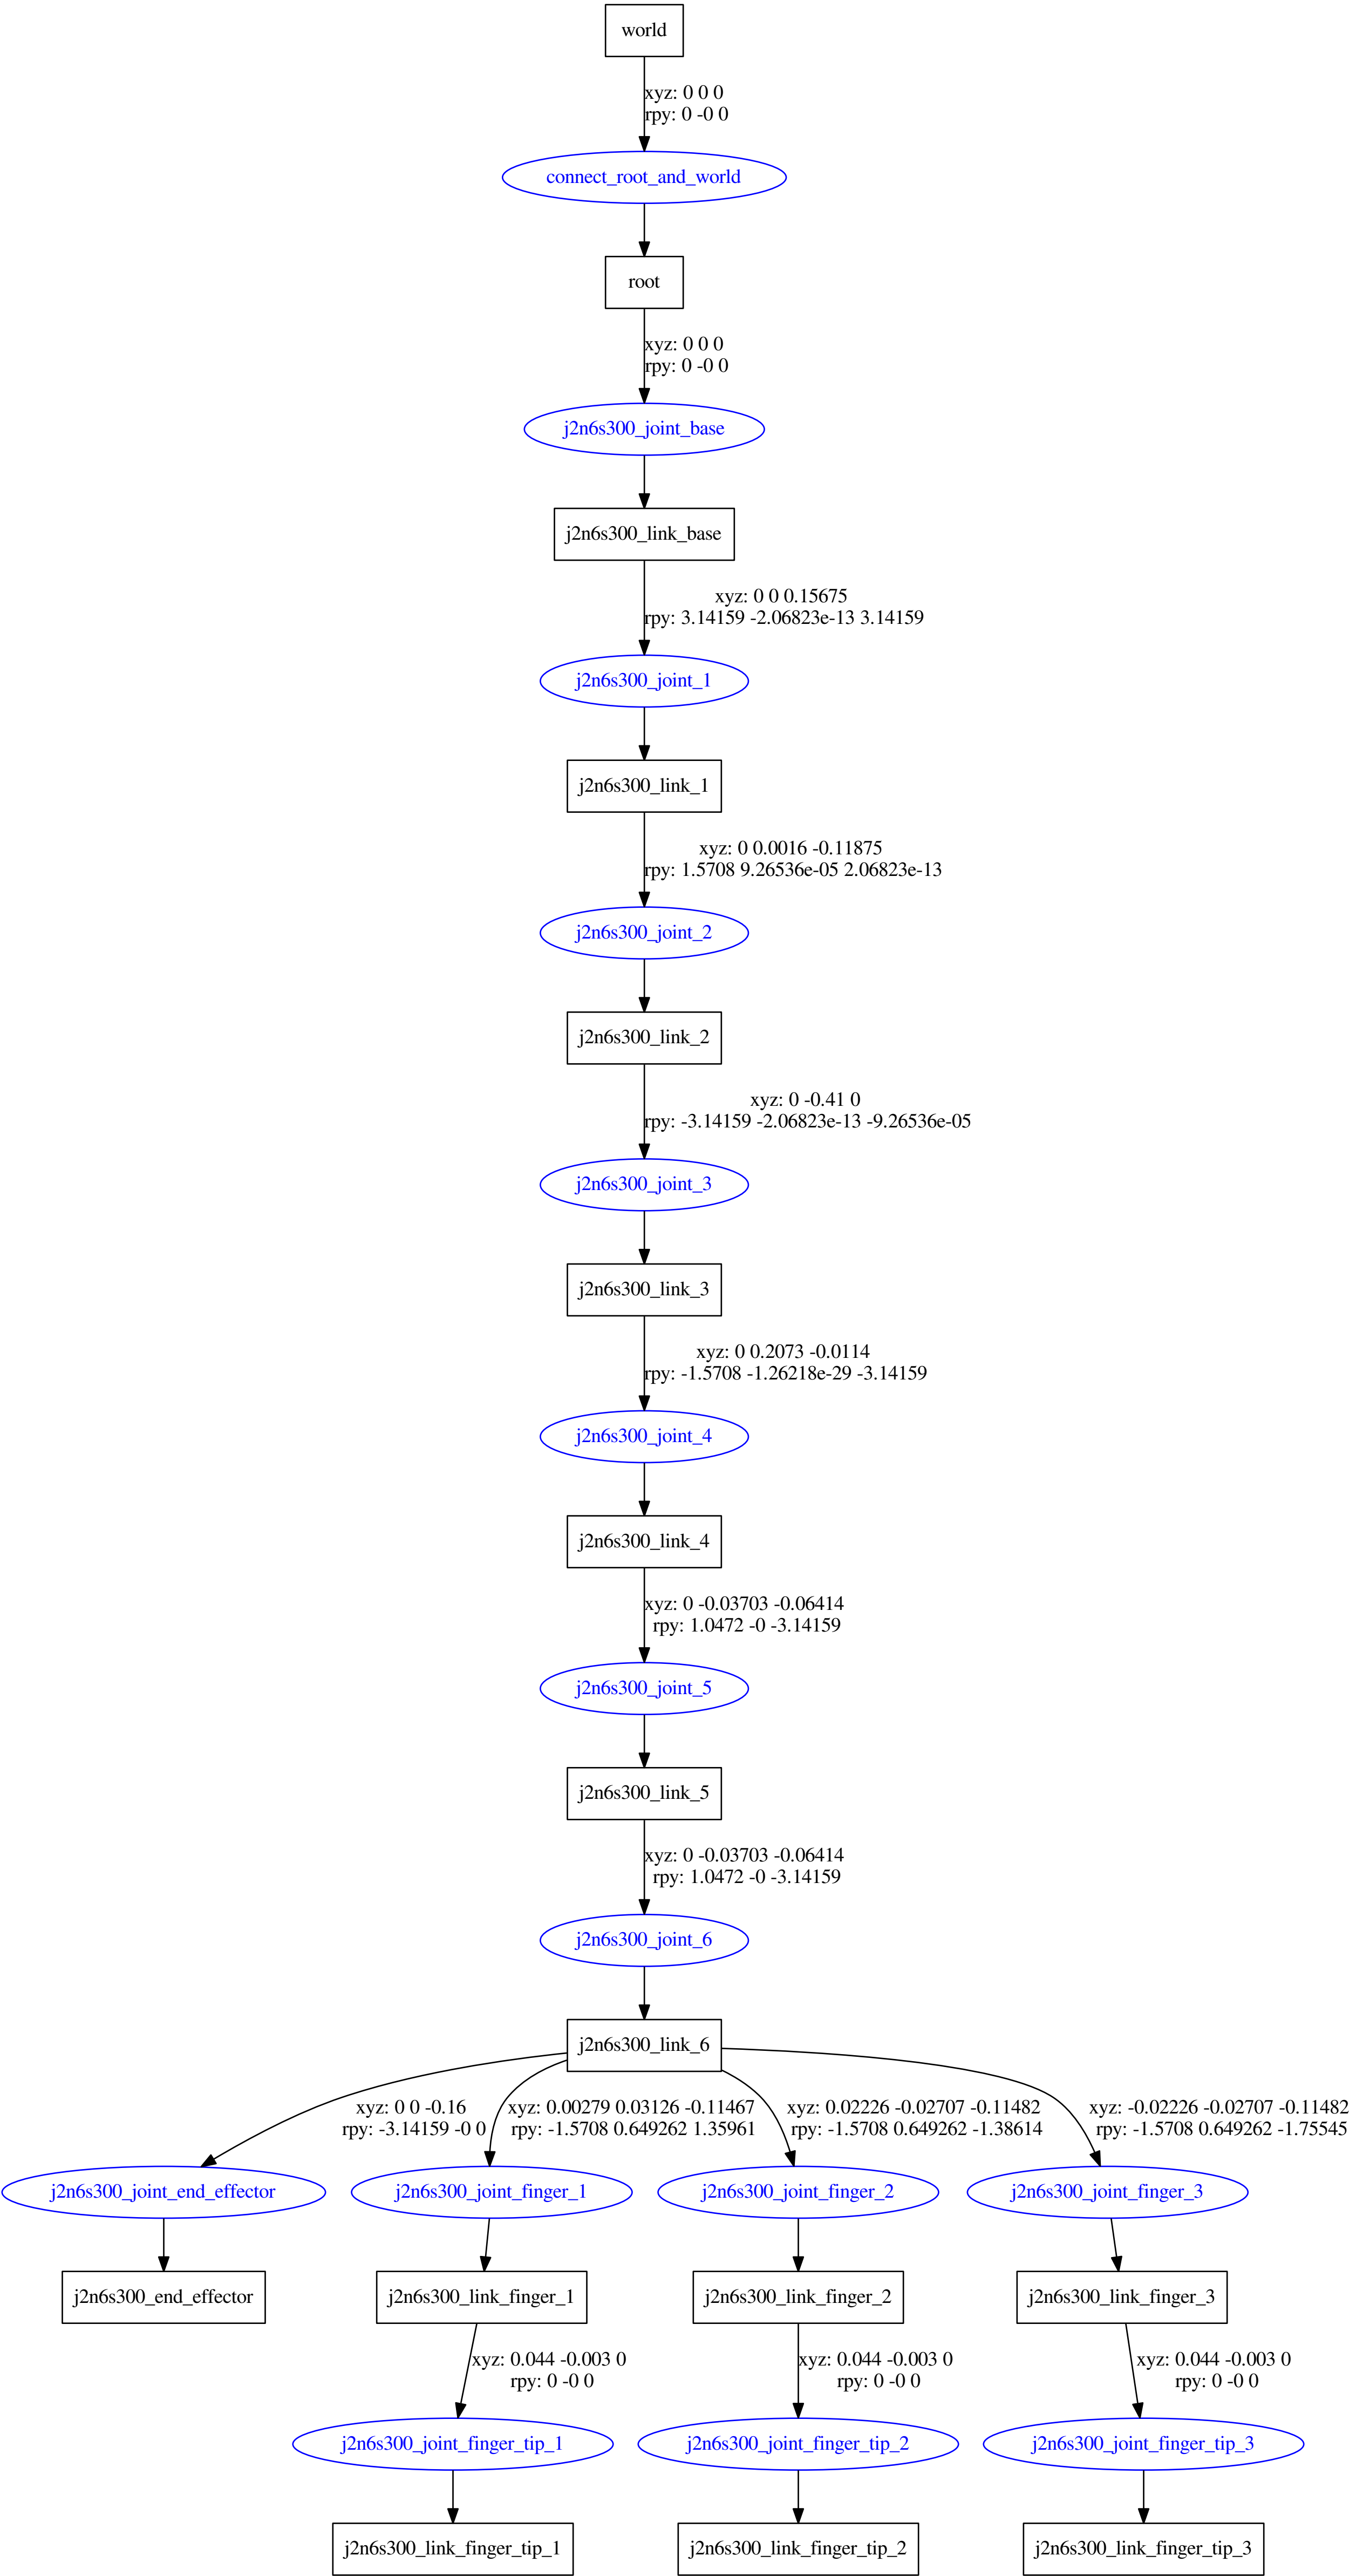 world
xyz: 0 0 0
rpy: 0 -0 0
connect_root_and_world
root
xyz: 0 0 0
rpy: 0 -0 0
j2n6s300_joint_base
j2n6s300_link_base
xyz: 0 0 0.15675
rpy: 3.14159 -2.06823e-13 3.14159
j2n6s300_joint_1
j2n6s300_link_1
xyz: 0 0.0016 -0.11875
rpy: 1.5708 9.26536e-05 2.06823e-13
j2n6s300_joint_2
j2n6s300_link_2
xyz: 0 -0.41 0
rpy: -3.14159 -2.06823e-13 -9.26536e-05
j2n6s300_joint_3
j2n6s300_link_3
xyz: 0 0.2073 -0.0114
rpy: -1.5708 -1.26218e-29 -3.14159
j2n6s300_joint_4
j2n6s300_link_4
xyz: 0 -0.03703 -0.06414
rpy: 1.0472 -0 -3.14159
j2n6s300_joint_5
j2n6s300_link_5
xyz: 0 -0.03703 -0.06414
rpy: 1.0472 -0 -3.14159
j2n6s300_joint_6
j2n6s300_link_6
xyz: 0 0 -0.16
rpy: -3.14159 -0 0
xyz: 0.00279 0.03126 -0.11467
rpy: -1.5708 0.649262 1.35961
xyz: 0.02226 -0.02707 -0.11482
rpy: -1.5708 0.649262 -1.38614
xyz: -0.02226 -0.02707 -0.11482
rpy: -1.5708 0.649262 -1.75545
j2n6s300_joint_end_effector
j2n6s300_joint_finger_1
j2n6s300_joint_finger_2
j2n6s300_joint_finger_3
j2n6s300_end_effector
j2n6s300_link_finger_1
j2n6s300_link_finger_2
j2n6s300_link_finger_3
xyz: 0.044 -0.003 0
rpy: 0 -0 0
xyz: 0.044 -0.003 0
rpy: 0 -0 0
xyz: 0.044 -0.003 0
rpy: 0 -0 0
j2n6s300_joint_finger_tip_1
j2n6s300_joint_finger_tip_2
j2n6s300_joint_finger_tip_3
j2n6s300_link_finger_tip_1
j2n6s300_link_finger_tip_2
j2n6s300_link_finger_tip_3